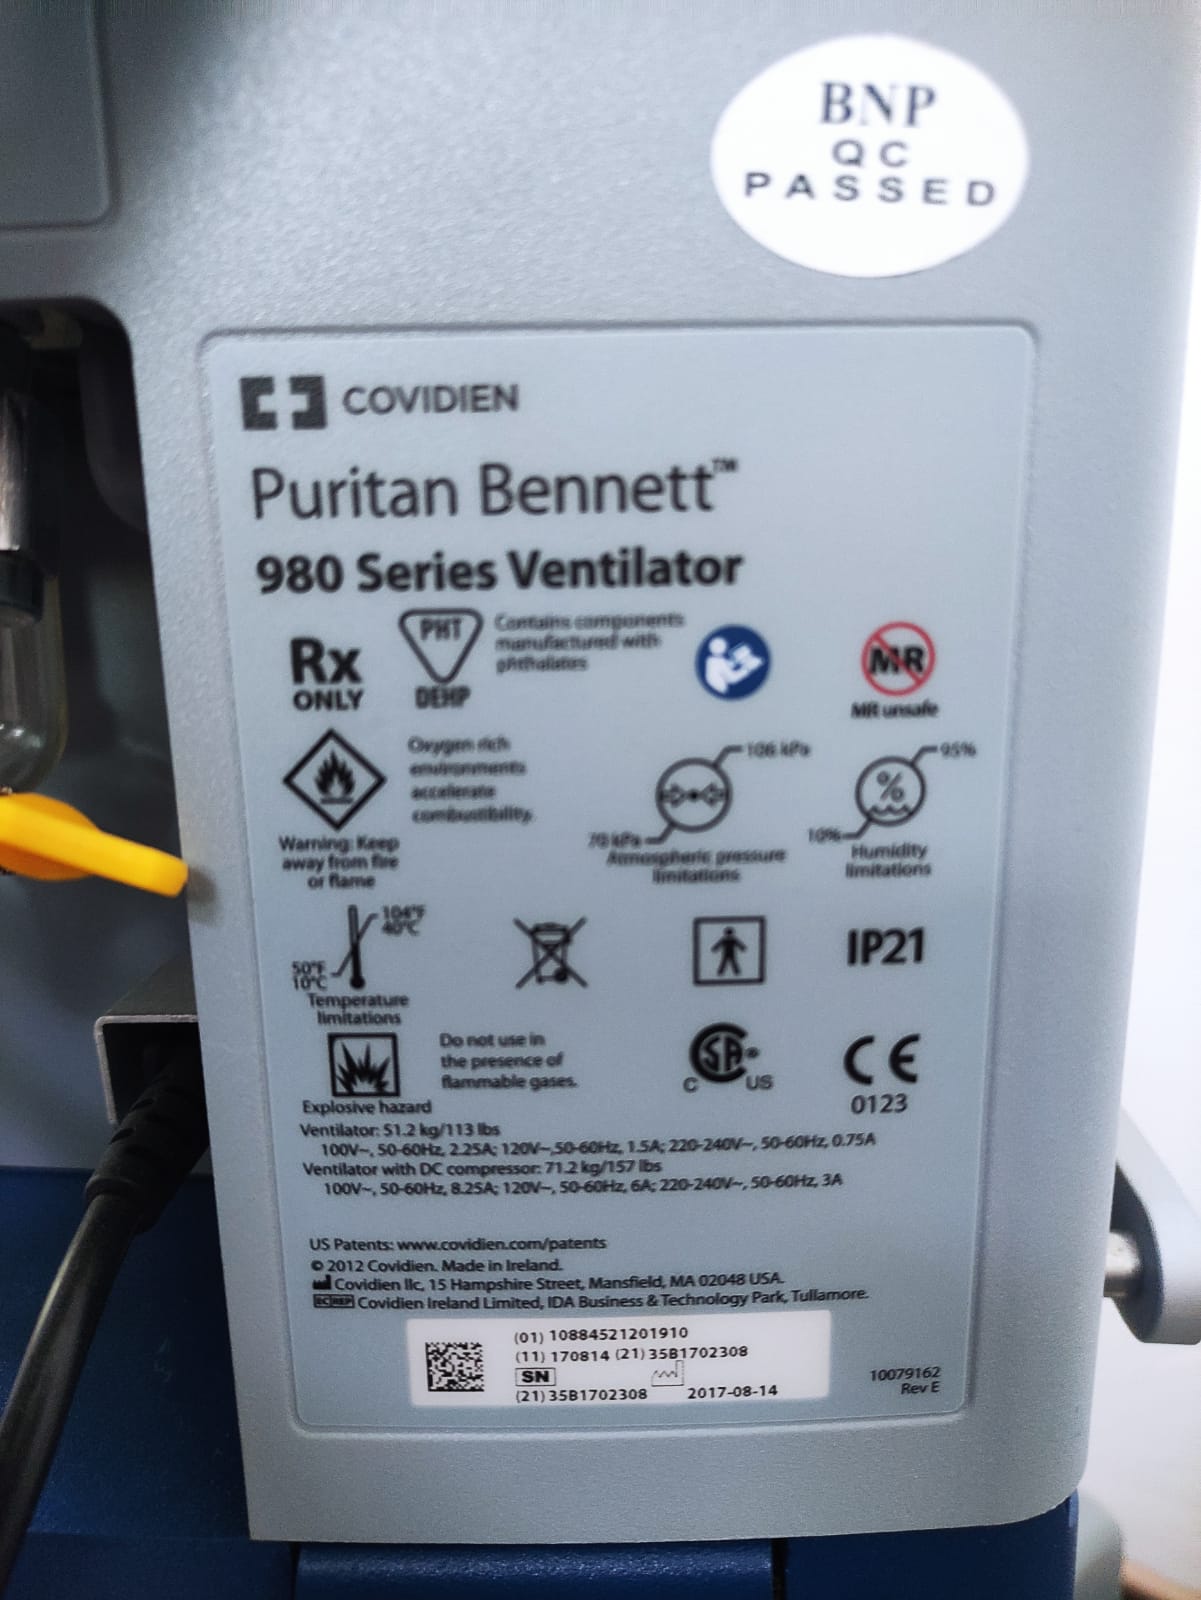 BNP
QC
PASSED
COVIDIEN
Puritan Bennett™
980 Series Ventilator
Rx
ONLY
PHT
DEHP
Contains components
manufactured with
phthalates
MR
MR unsafe
Warning: Keep
away from fire
or flame
Oxygen rich
environments
accelerate
combustibility.
106 kPa
70 kPa
Atmospheric pressure
limitations
95%
%
10%
Humidity
limitations
104°F
40°C
50°F
10°C
Temperature
limitations
IP21
Explosive hazard
Do not use in
the presence of
flammable gases.
SA®
C US
CE
0123
Ventilator: 51.2 kg/113 lbs
100V~, 50-60Hz, 2.25A; 120V~,50-60Hz, 1.5A; 220-240V~, 50-60Hz, 0.75A
Ventilator with DC compressor: 71.2 kg/157 lbs
100V~, 50-60Hz, 8.25A; 120V~, 50-60Hz, 6A; 220-240V~, 50-60Hz, 3A
US Patents: www.covidien.com/patents
© 2012 Covidien. Made in Ireland.
Covidien llc, 15 Hampshire Street, Mansfield, MA 02048 USA.
EC REP Covidien Ireland Limited, IDA Business & Technology Park, Tullamore.
(01) 10884521201910
(11) 170814 (21) 35B1702308
SN
(21) 35B1702308 2017-08-14
10079162
Rev E